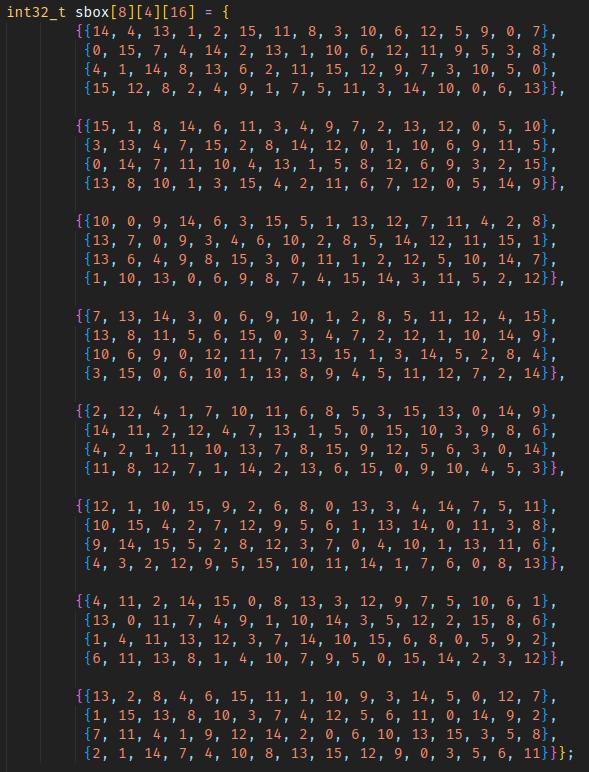 int32_t sbox[8][4][16] = {
{{14, 4, 13, 1, 2, 15, 11, 8, 3, 10, 6, 12, 5, 9, 0, 7},
{0, 15, 7, 4, 14, 2, 13, 1, 10, 6, 12, 11, 9, 5, 3, 8},
{4, 1, 14, 8, 13, 6, 2, 11, 15, 12, 9, 7, 3, 10, 5, 0},
{15, 12, 8, 2, 4, 9, 1, 7, 5, 11, 3, 14, 10, 0, 6, 13}},
{{15, 1, 8, 14, 6, 11, 3, 4, 9, 7, 2, 13, 12, 0, 5, 10},
{3, 13, 4, 7, 15, 2, 8, 14, 12, 0, 1, 10, 6, 9, 11, 5},
{0, 14, 7, 11, 10, 4, 13, 1, 5, 8, 12, 6, 9, 3, 2, 15},
{13, 8, 10, 1, 3, 15, 4, 2, 11, 6, 7, 12, 0, 5, 14, 9}},
{{10, 0, 9, 14, 6, 3, 15, 5, 1, 13, 12, 7, 11, 4, 2, 8},
{13, 7, 0, 9, 3, 4, 6, 10, 2, 8, 5, 14, 12, 11, 15, 1},
{13, 6, 4, 9, 8, 15, 3, 0, 11, 1, 2, 12, 5, 10, 14, 7},
{1, 10, 13, 0, 6, 9, 8, 7, 4, 15, 14, 3, 11, 5, 2, 12}},
{{7, 13, 14, 3, 0, 6, 9, 10, 1, 2, 8, 5, 11, 12, 4, 15},
{13, 8, 11, 5, 6, 15, 0, 3, 4, 7, 2, 12, 1, 10, 14, 9},
{10, 6, 9, 0, 12, 11, 7, 13, 15, 1, 3, 14, 5, 2, 8, 4},
{3, 15, 0, 6, 10, 1, 13, 8, 9, 4, 5, 11, 12, 7, 2, 14}},
{{2, 12, 4, 1, 7, 10, 11, 6, 8, 5, 3, 15, 13, 0, 14, 9},
{14, 11, 2, 12, 4, 7, 13, 1, 5, 0, 15, 10, 3, 9, 8, 6},
{4, 2, 1, 11, 10, 13, 7, 8, 15, 9, 12, 5, 6, 3, 0, 14},
{11, 8, 12, 7, 1, 14, 2, 13, 6, 15, 0, 9, 10, 4, 5, 3}},
{{12, 1, 10, 15, 9, 2, 6, 8, 0, 13, 3, 4, 14, 7, 5, 11},
{10, 15, 4, 2, 7, 12, 9, 5, 6, 1, 13, 14, 0, 11, 3, 8},
{9, 14, 15, 5, 2, 8, 12, 3, 7, 0, 4, 10, 1, 13, 11, 6},
{4, 3, 2, 12, 9, 5, 15, 10, 11, 14, 1, 7, 6, 0, 8, 13}},
{{4, 11, 2, 14, 15, 0, 8, 13, 3, 12, 9, 7, 5, 10, 6, 1},
{13, 0, 11, 7, 4, 9, 1, 10, 14, 3, 5, 12, 2, 15, 8, 6},
{1, 4, 11, 13, 12, 3, 7, 14, 10, 15, 6, 8, 0, 5, 9, 2},
{6, 11, 13, 8, 1, 4, 10, 7, 9, 5, 0, 15, 14, 2, 3, 12}},
{{13, 2, 8, 4, 6, 15, 11, 1, 10, 9, 3, 14, 5, 0, 12, 7},
{1, 15, 13, 8, 10, 3, 7, 4, 12, 5, 6, 11, 0, 14, 9, 2},
{7, 11, 4, 1, 9, 12, 14, 2, 0, 6, 10, 13, 15, 3, 5, 8},
{2, 1, 14, 7, 4, 10, 8, 13, 15, 12, 9, 0, 3, 5, 6, 11}}};